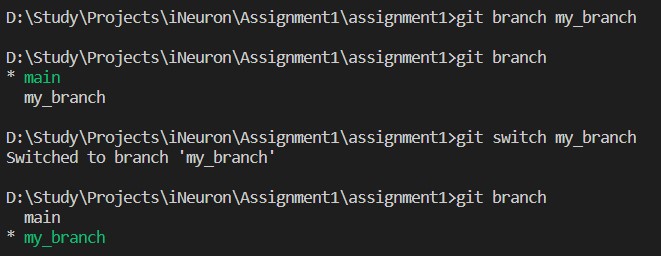 D:\Study\Projects\iNeuron\Assignment1\assignment1>git branch my_branch
D:\Study\Projects\iNeuron\Assignment1\assignment1>git branch
* main
  my_branch
D:\Study\Projects\iNeuron\Assignment1\assignment1>git switch my_branch
Switched to branch 'my_branch'
D:\Study\Projects\iNeuron\Assignment1\assignment1>git branch
  main
* my_branch